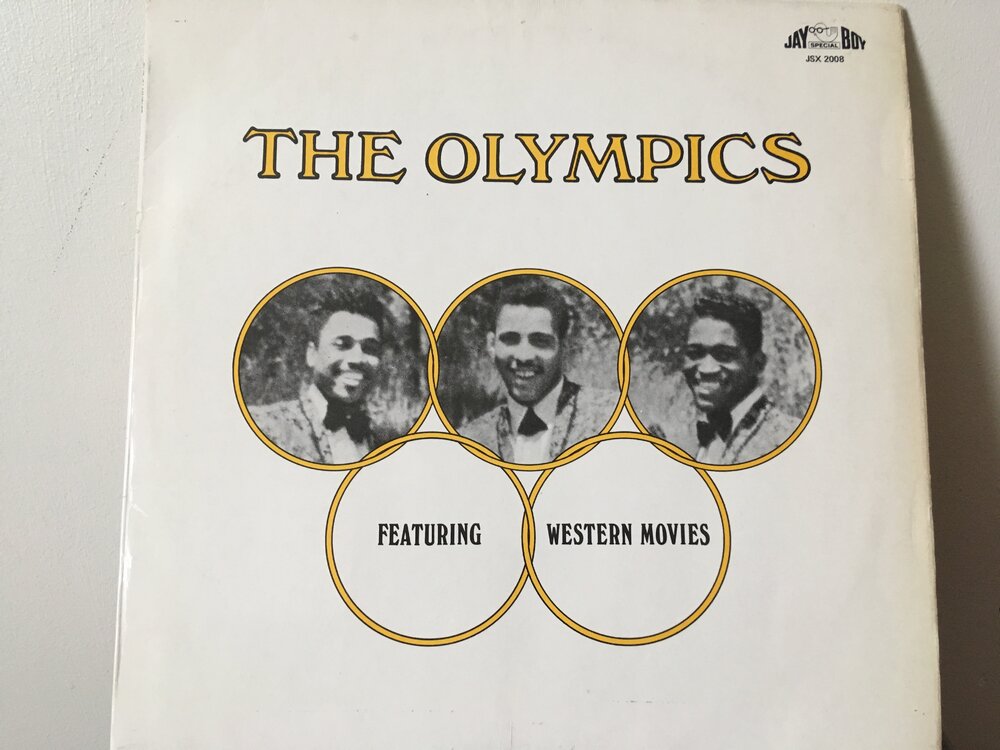 JAY BOY
SPECIAL
JSX 2008
THE OLYMPICS
FEATURING
WESTERN MOVIES